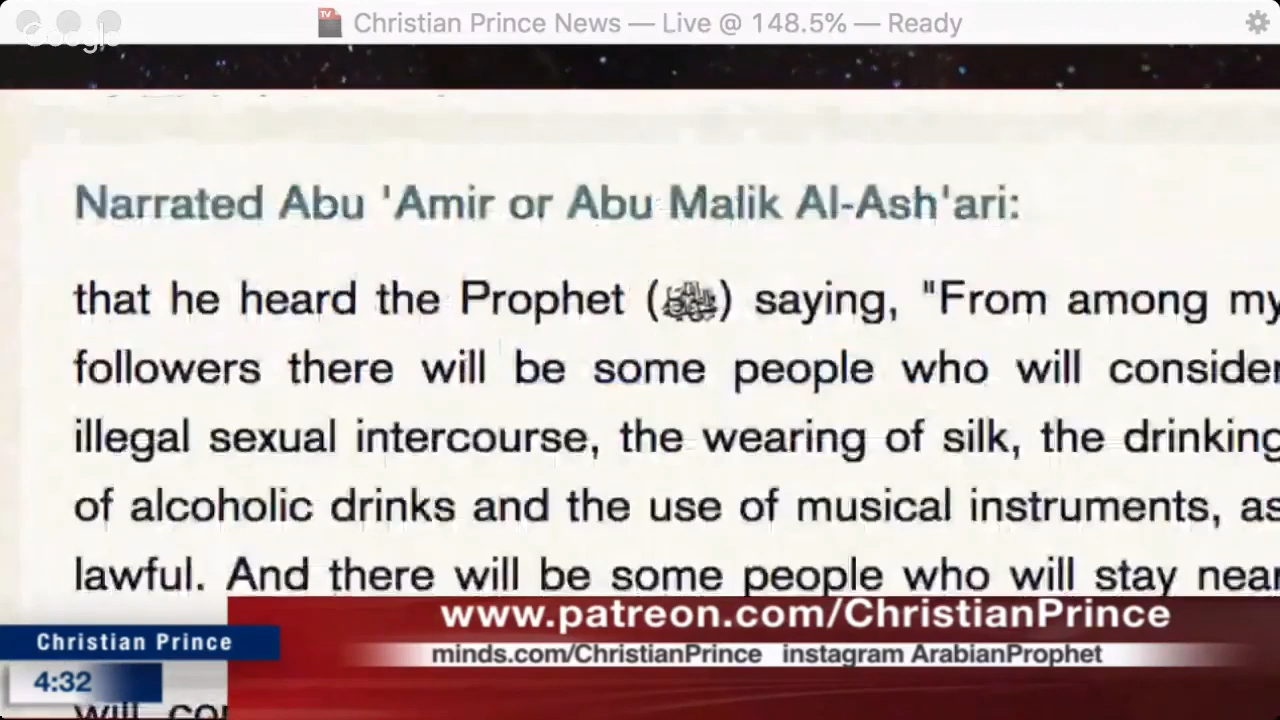 TV Christian Prince News — Live @ 148.5% — Ready
Google
Narrated Abu 'Amir or Abu Malik Al-Ash'ari:
that he heard the Prophet (ﷺ) saying, "From among my
followers there will be some people who will consider
illegal sexual intercourse, the wearing of silk, the drinking
of alcoholic drinks and the use of musical instruments, as
lawful. And there will be some people who will stay near
www.patreon.com/ChristianPrince
Christian Prince
minds.com/ChristianPrince instagram ArabianProphet
4:32
will